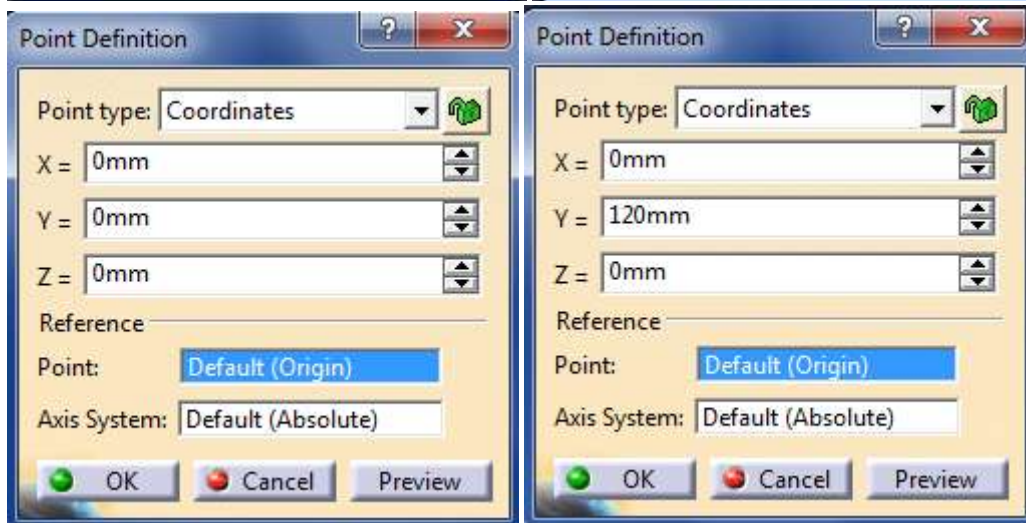 Point Definition
?
X
Point type: Coordinates
X = 0mm
Y = 0mm
Z = 0mm
Reference
Point: Default (Origin)
Axis System: Default (Absolute)
OK Cancel Preview
Point Definition
?
X
Point type: Coordinates
X = 0mm
Y = 120mm
Z = 0mm
Reference
Point: Default (Origin)
Axis System: Default (Absolute)
OK Cancel Preview